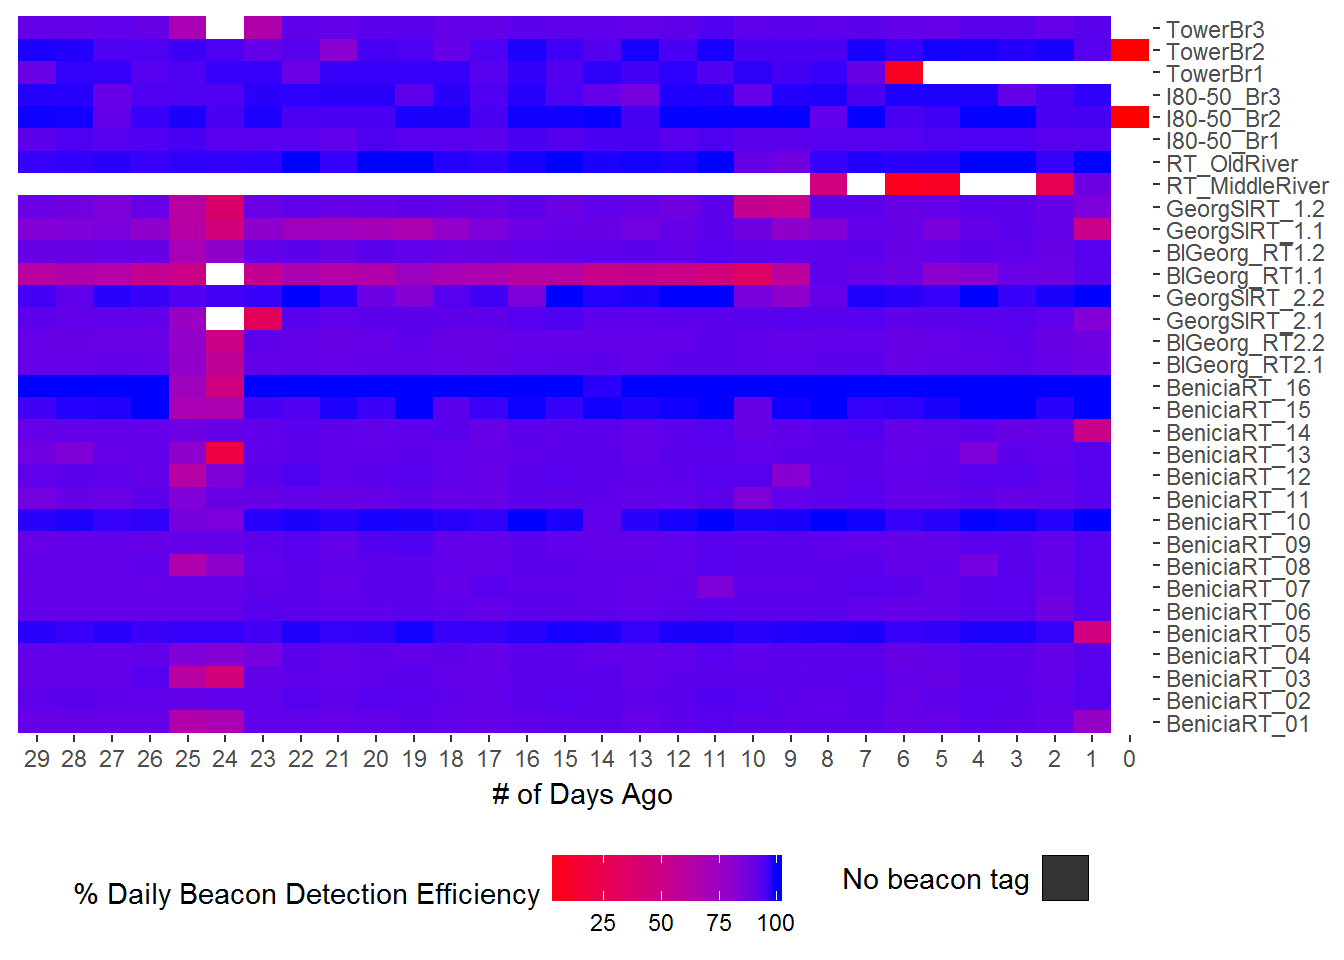 TowerBr3
TowerBr2
TowerBr1
I80-50_Br3
I80-50_Br2
I80-50_Br1
RT_OldRiver
RT_MiddleRiver
GeorgSlRT_1.2
GeorgSlRT_1.1
BlGeorg_RT1.2
BlGeorg_RT1.1
GeorgSlRT_2.2
GeorgSlRT_2.1
BlGeorg_RT2.2
BlGeorg_RT2.1
BeniciaRT_16
BeniciaRT_15
BeniciaRT_14
BeniciaRT_13
BeniciaRT_12
BeniciaRT_11
BeniciaRT_10
BeniciaRT_09
BeniciaRT_08
BeniciaRT_07
BeniciaRT_06
BeniciaRT_05
BeniciaRT_04
BeniciaRT_03
BeniciaRT_02
BeniciaRT_01
29 28 27 26 25 24 23 22 21 20 19 18 17 16 15 14 13 12 11 10 9 8 7 6 5 4 3 2 1 0
# of Days Ago
% Daily Beacon Detection Efficiency
25 50 75 100
No beacon tag